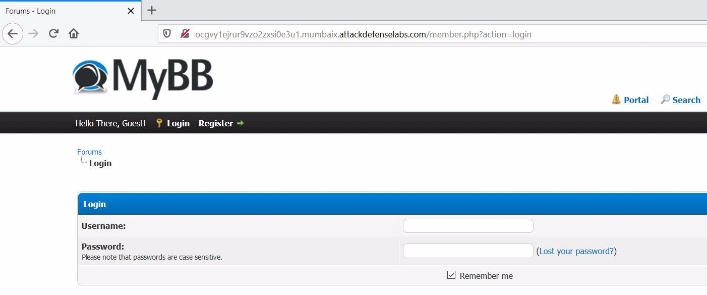 Forums - Login
ocgvy1ejrur9vzo2zxsi0e3u1.mumbaix.attackdefenselabs.com/member.php?action=login
MyBB
Portal Search
Hello There, Guest! Login Register
Forums
Login
Login
Username:
Password: (Lost your password?)
Please note that passwords are case sensitive.
Remember me